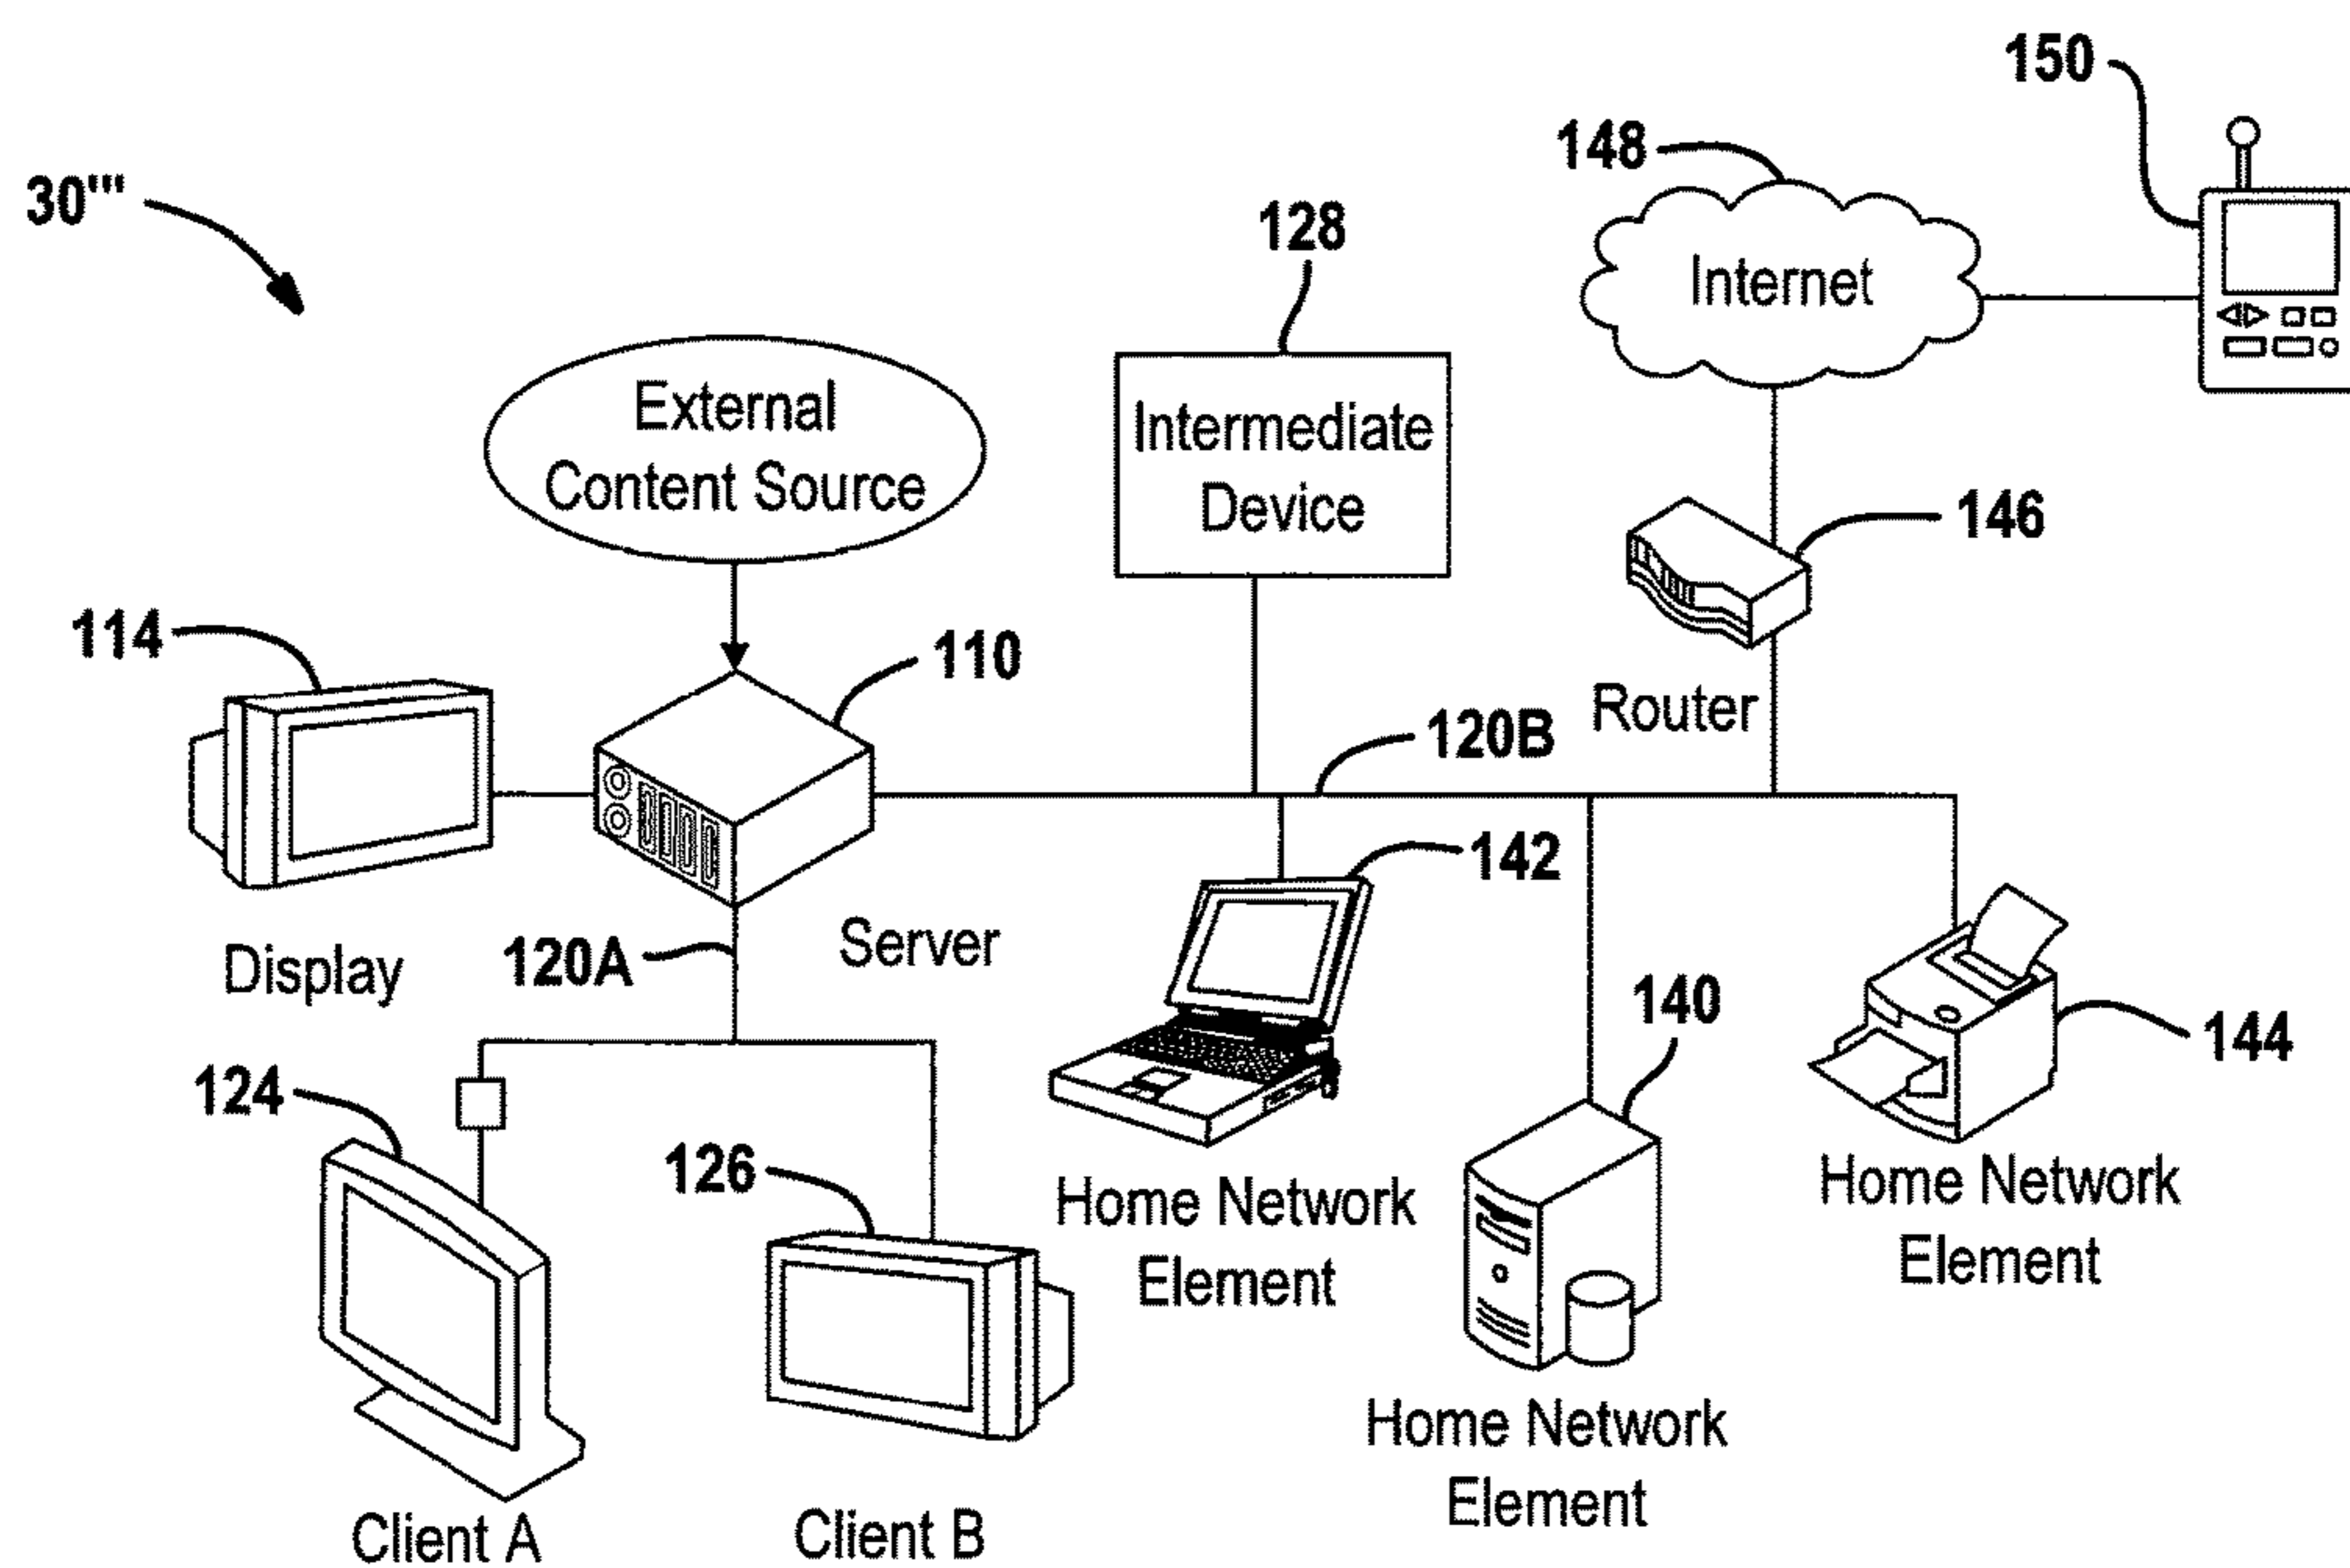 150
148
30'''
128
Internet
External
Content Source
Intermediate
Device
146
114
110
Router
120B
142
Display
120A
Server
140
144
124
126
Home Network
Element
Home Network
Element
Home Network
Element
Client A
Client B